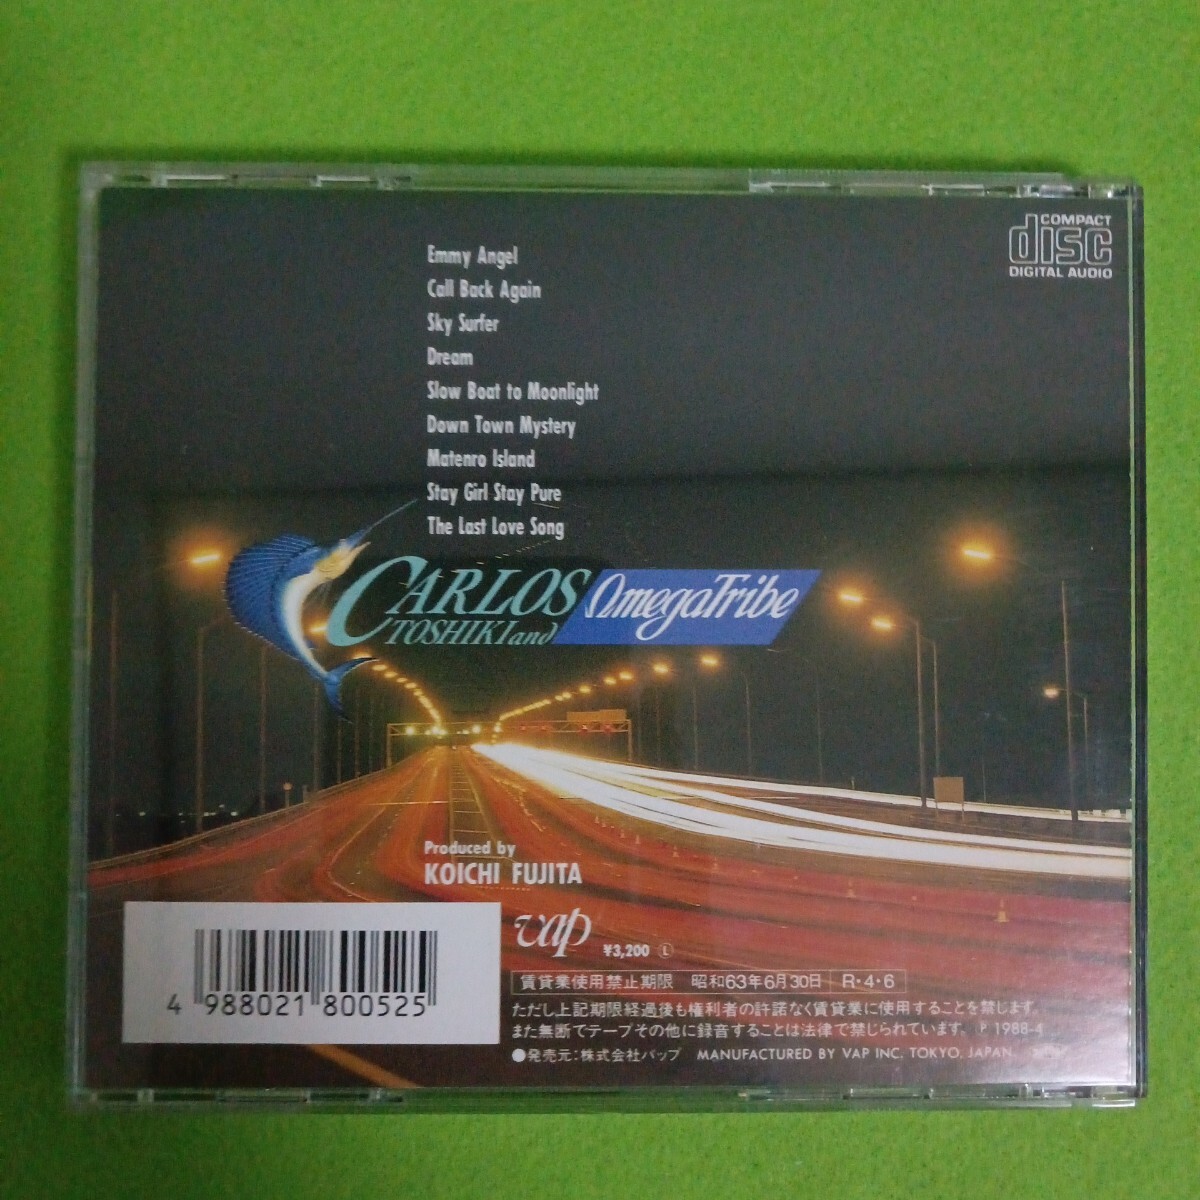 COMPACT
disc
DIGITAL AUDIO
Emmy Angel
Call Back Again
Sky Surfer
Dream
Slow Boat to Moonlight
Down Town Mystery
Matenro Island
Stay Girl Stay Pure
The Last Love Song
CARLOS
TOSHIKI and
ΩmegaTribe
Produced by
KOICHI FUJITA
vap ¥3,200 Ⓛ
賃貸業使用禁止期限 昭和63年6月30日 R・4・6
ただし上記期限経過後も権利者の許諾なく賃貸業に使用することを禁じます。
また無断でテープその他に録音することは法律で禁じられています。 ℗ 1988-4
●発売元:株式会社バップ MANUFACTURED BY VAP INC. TOKYO, JAPAN.
4 988021 800525